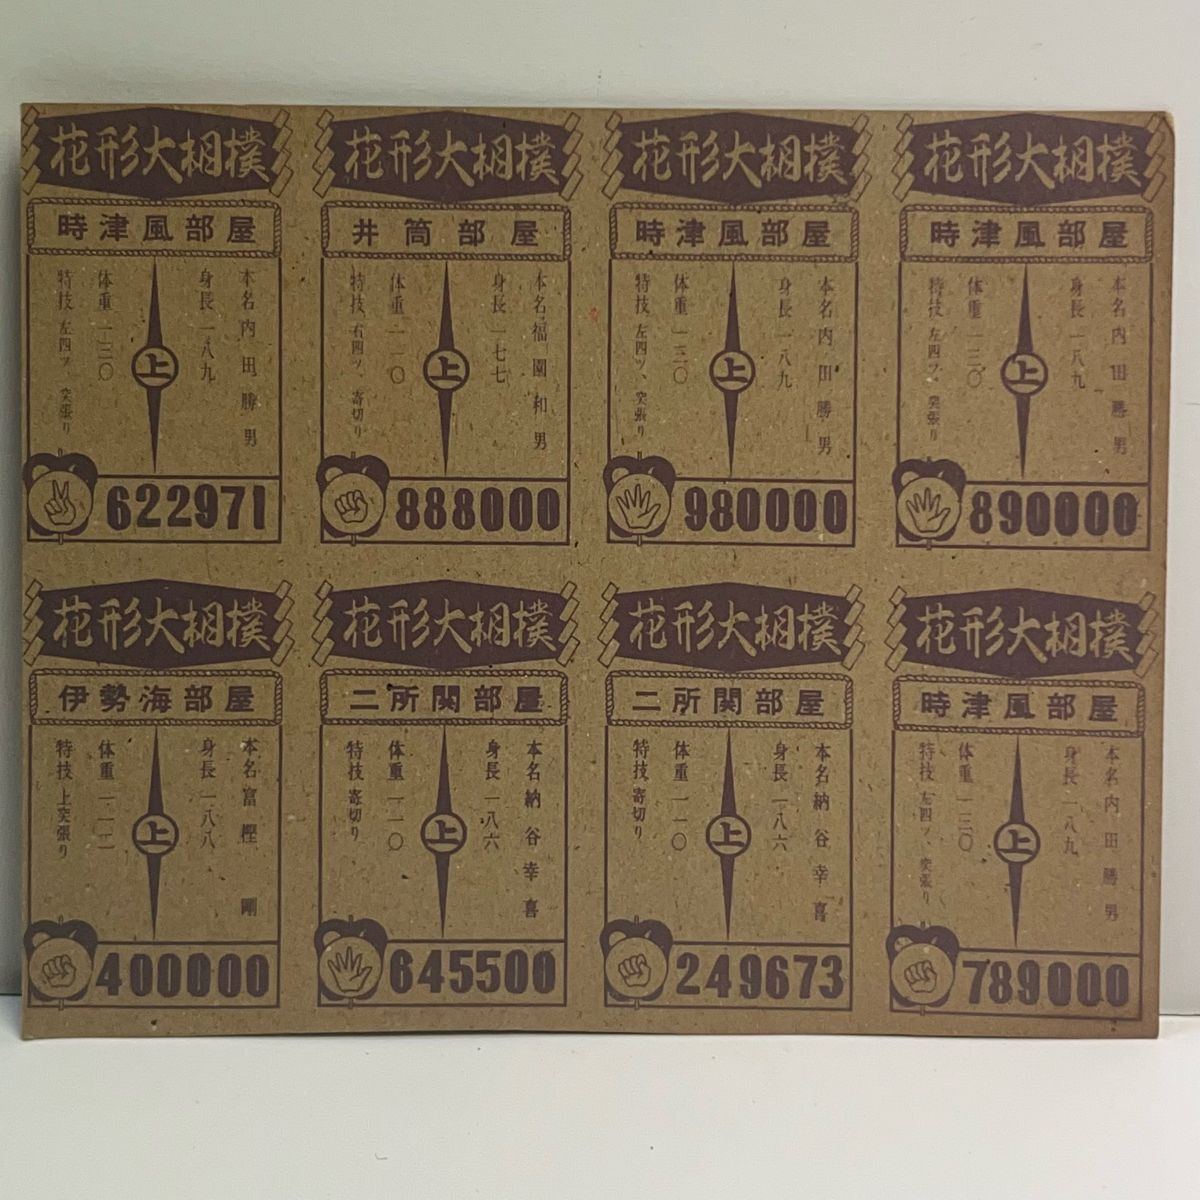 花形大相撲
時津風部屋
本名内田勝男
身長一八九
体重一三〇
特技左四ツ、突張り
上
622971
花形大相撲
井筒部屋
本名福園和男
身長一七七
体重一一〇
特技右四ツ、寄切り
上
888000
花形大相撲
時津風部屋
本名内田勝男
身長一八九
体重一三〇
特技左四ツ、突張り
上
980000
花形大相撲
時津風部屋
本名内田勝男
身長一八九
体重一三〇
特技左四ツ、突張り
上
890000
花形大相撲
伊勢海部屋
本名富樫剛
身長一八八
体重一一二
特技上突張り
上
400000
花形大相撲
二所関部屋
本名納谷幸喜
身長一八六
体重一一〇
特技寄切り
上
645500
花形大相撲
二所関部屋
本名納谷幸喜
身長一八六
体重一一〇
特技寄切り
上
249673
花形大相撲
時津風部屋
本名内田勝男
身長一八九
体重一三〇
特技左四ツ、突張り
上
789000